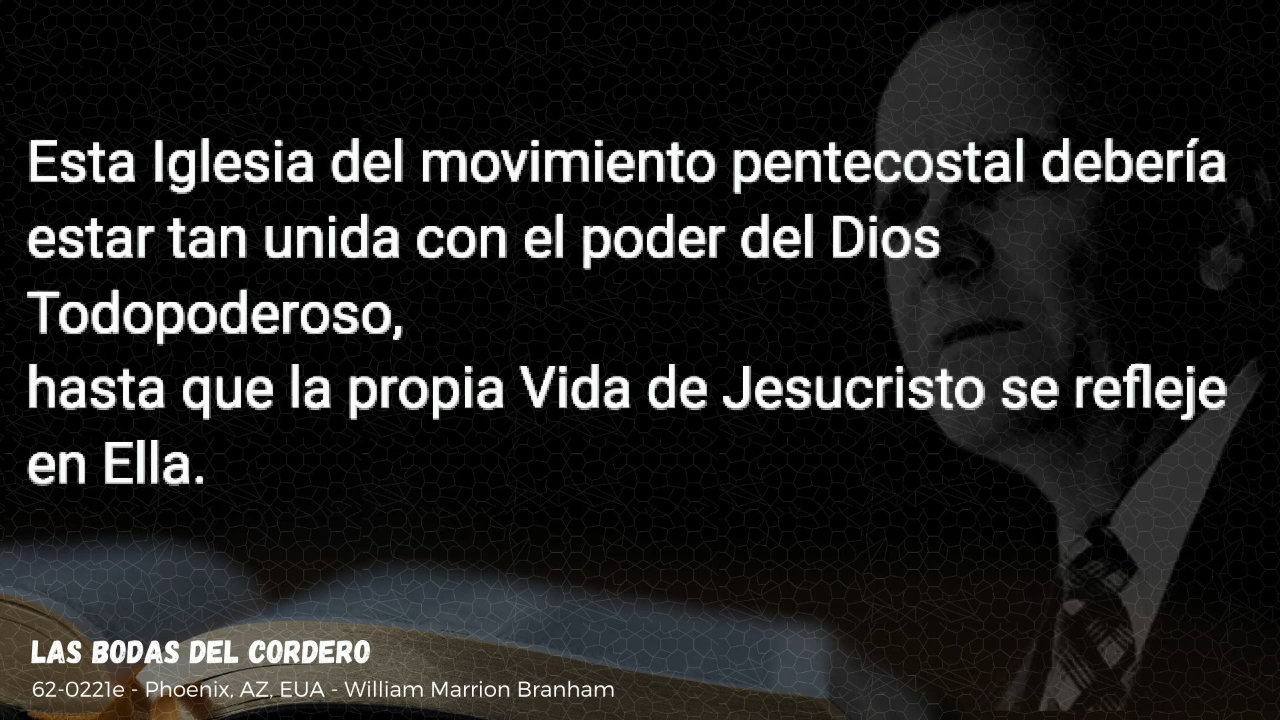 Esta Iglesia del movimiento pentecostal debería
estar tan unida con el poder del Dios
Todopoderoso,
hasta que la propia Vida de Jesucristo se refleje
en Ella.
LAS BODAS DEL CORDERO
62-0221e - Phoenix, AZ, EUA - William Marrion Branham